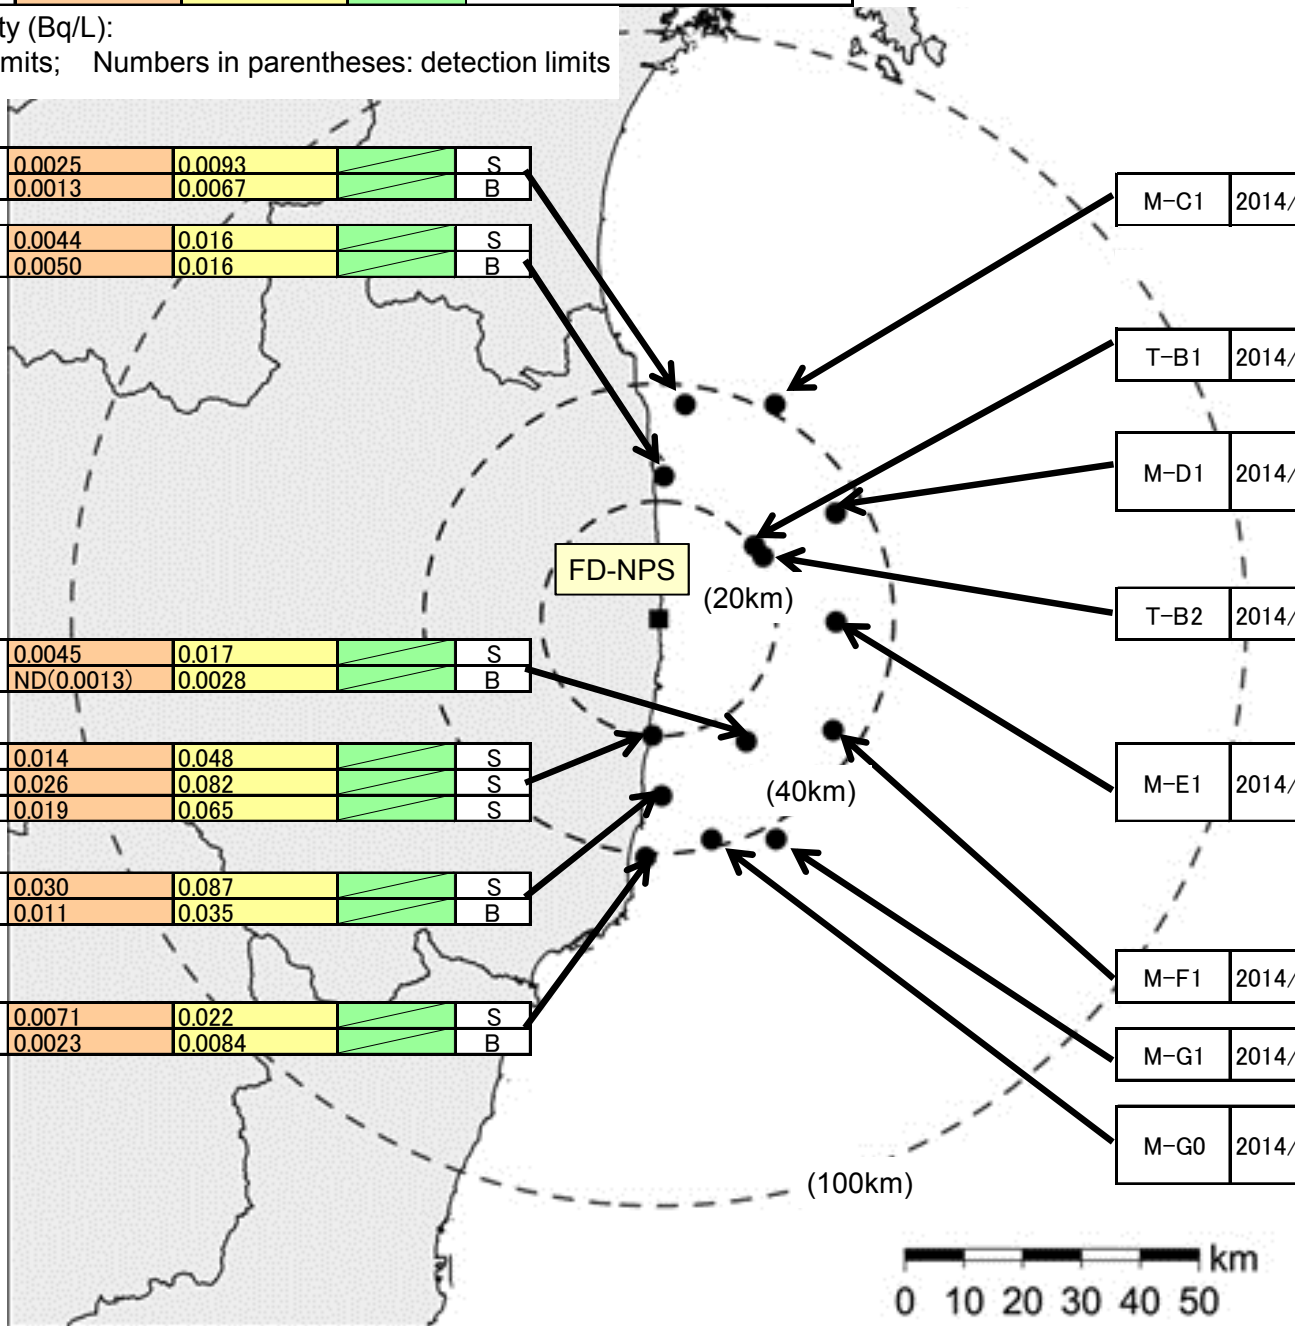 ty (Bq/L):
mits; Numbers in parentheses: detection limits
0.0025 0.0093 S
0.0013 0.0067 B
M-C1 2014/
0.0044 0.016 S
0.0050 0.016 B
T-B1 2014/
M-D1 2014/
FD-NPS
(20km)
T-B2 2014/
0.0045 0.017 S
ND(0.0013) 0.0028 B
0.014 0.048 S
0.026 0.082 S
0.019 0.065 S
(40km)
M-E1 2014/
0.030 0.087 S
0.011 0.035 B
M-F1 2014/
0.0071 0.022 S
0.0023 0.0084 B
M-G1 2014/
M-G0 2014/
(100km)
km
0 10 20 30 40 50